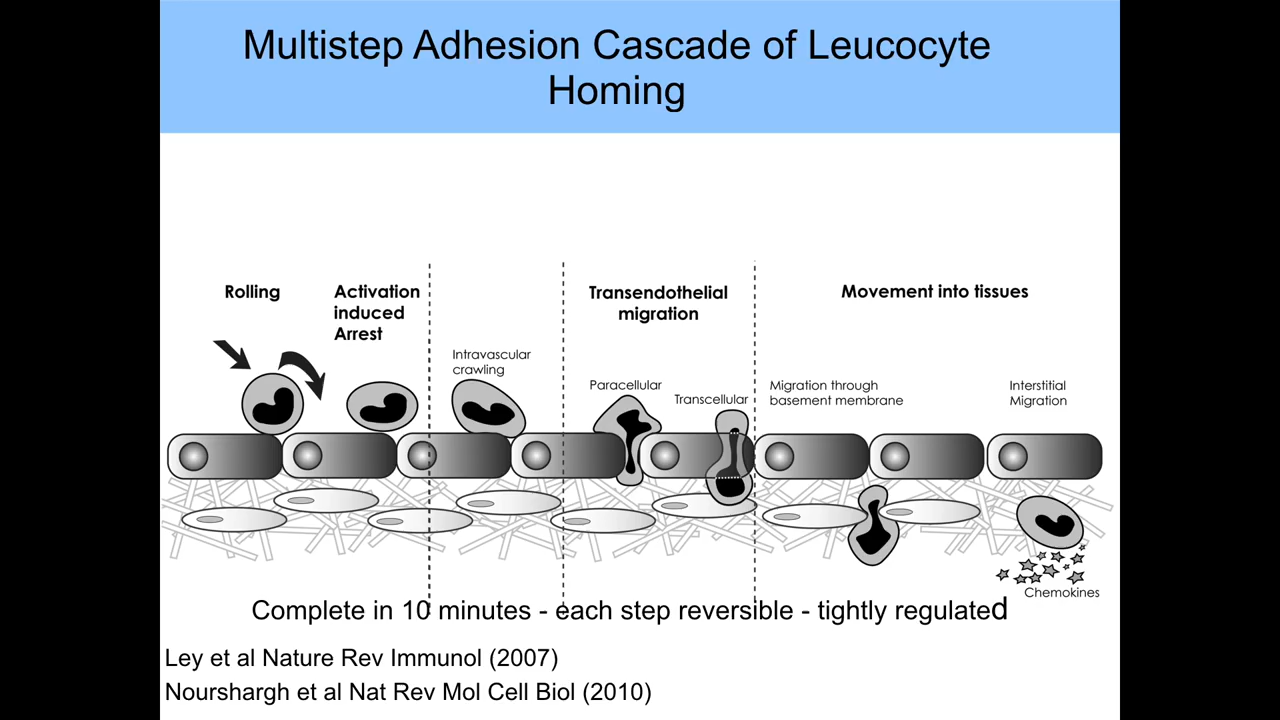 Multistep Adhesion Cascade of Leucocyte
Homing
Rolling
Activation
induced
Arrest
Intravascular
crawling
Transendothelial
migration
Paracellular
Transcellular
Movement into tissues
Migration through
basement membrane
Interstitial
Migration
Chemokines
Complete in 10 minutes - each step reversible - tightly regulated
Ley et al Nature Rev Immunol (2007)
Nourshargh et al Nat Rev Mol Cell Biol (2010)